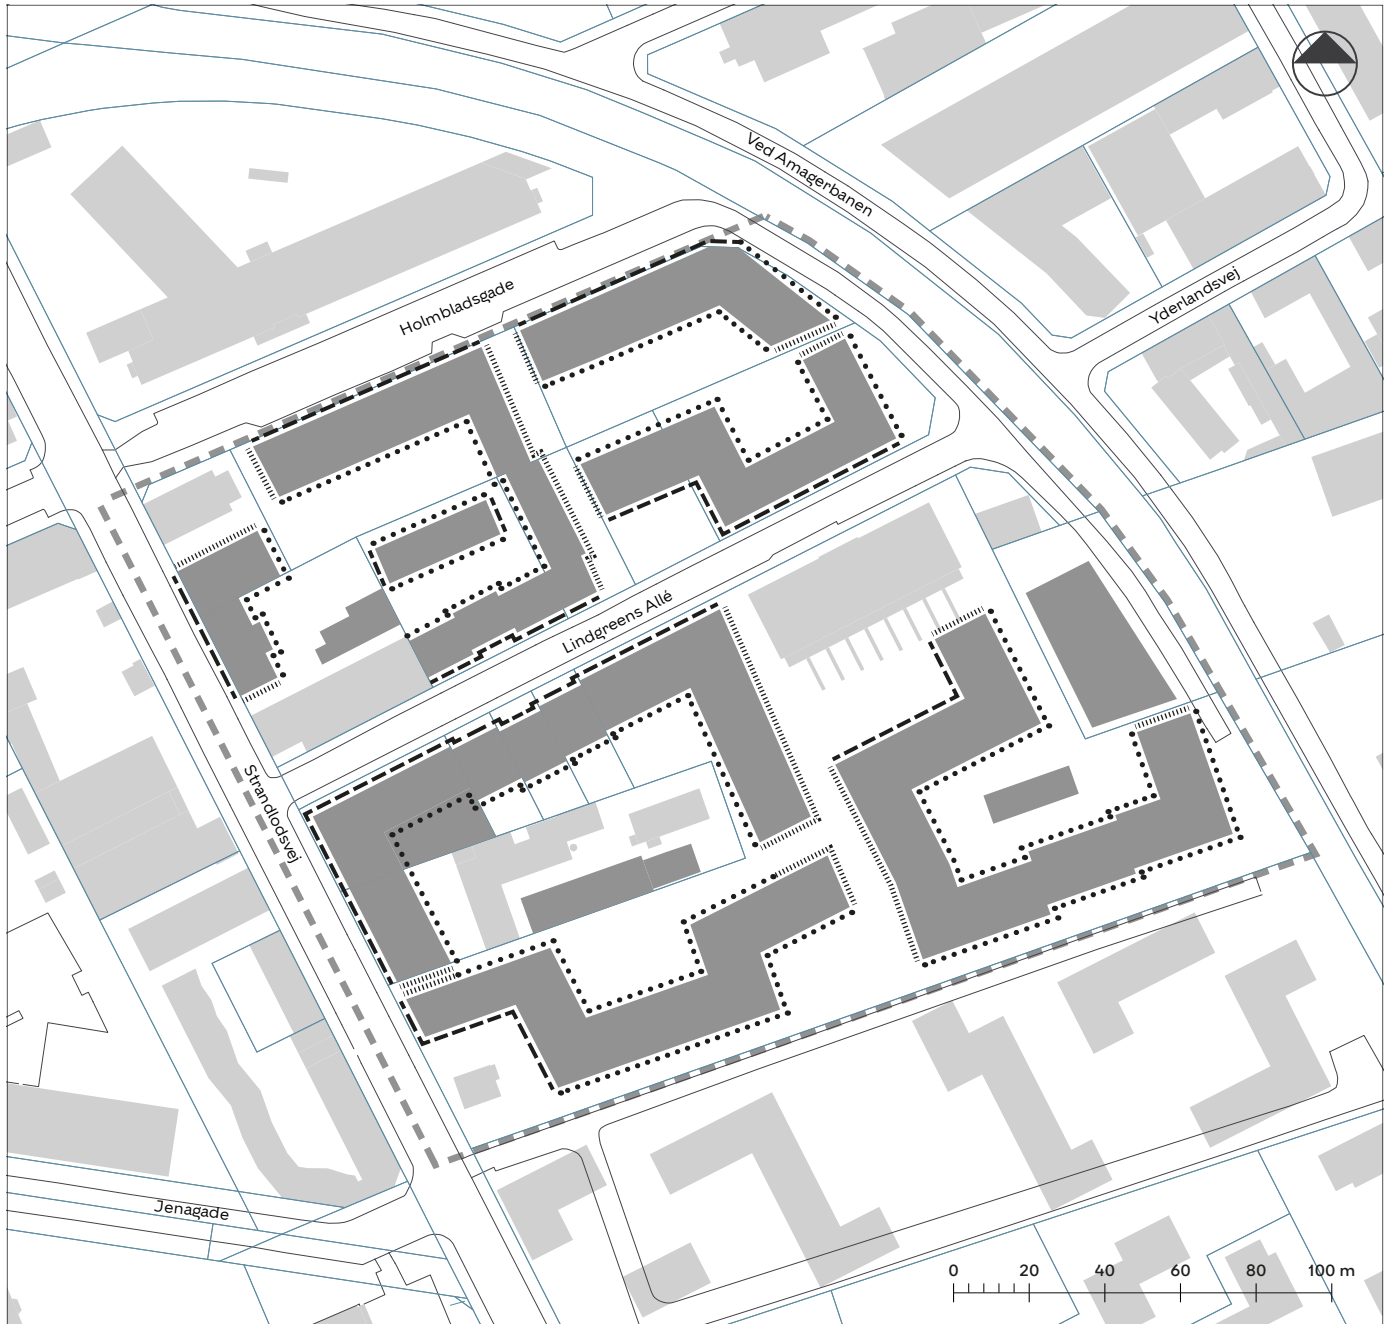 Ved Amagerbanen
Holmbladsgade
Yderlandsvej
Lindgreens Allé
Strandlodsvej
Jenagade
0 20 40 60 80 100 m